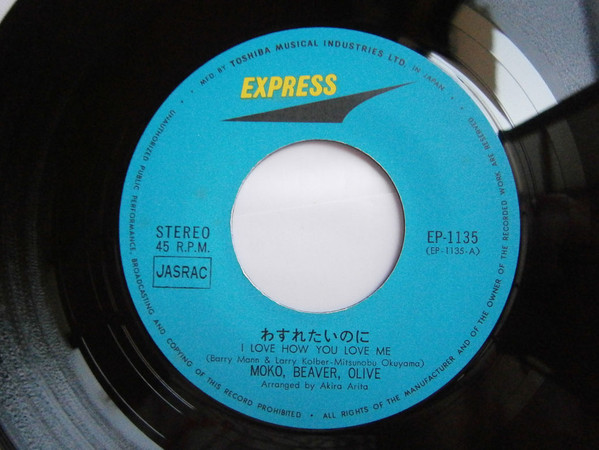 MFD. BY TOSHIBA MUSICAL INDUSTRIES LTD. IN JAPAN.
EXPRESS
STEREO
45 R.P.M.
JASRAC
EP-1135
(EP-1135-A)
わすれたいのに
I LOVE HOW YOU LOVE ME
(Barry Mann & Larry Kolber-Mitsunobu Okuyama)
MOKO, BEAVER, OLIVE
Arranged by Akira Arita
UNAUTHORIZED PUBLIC PERFORMANCE, BROADCASTING AND COPYING OF THIS RECORD PROHIBITED • ALL RIGHTS OF THE MANUFACTURER AND OF THE OWNER OF THE RECORDED WORK ARE RESERVED